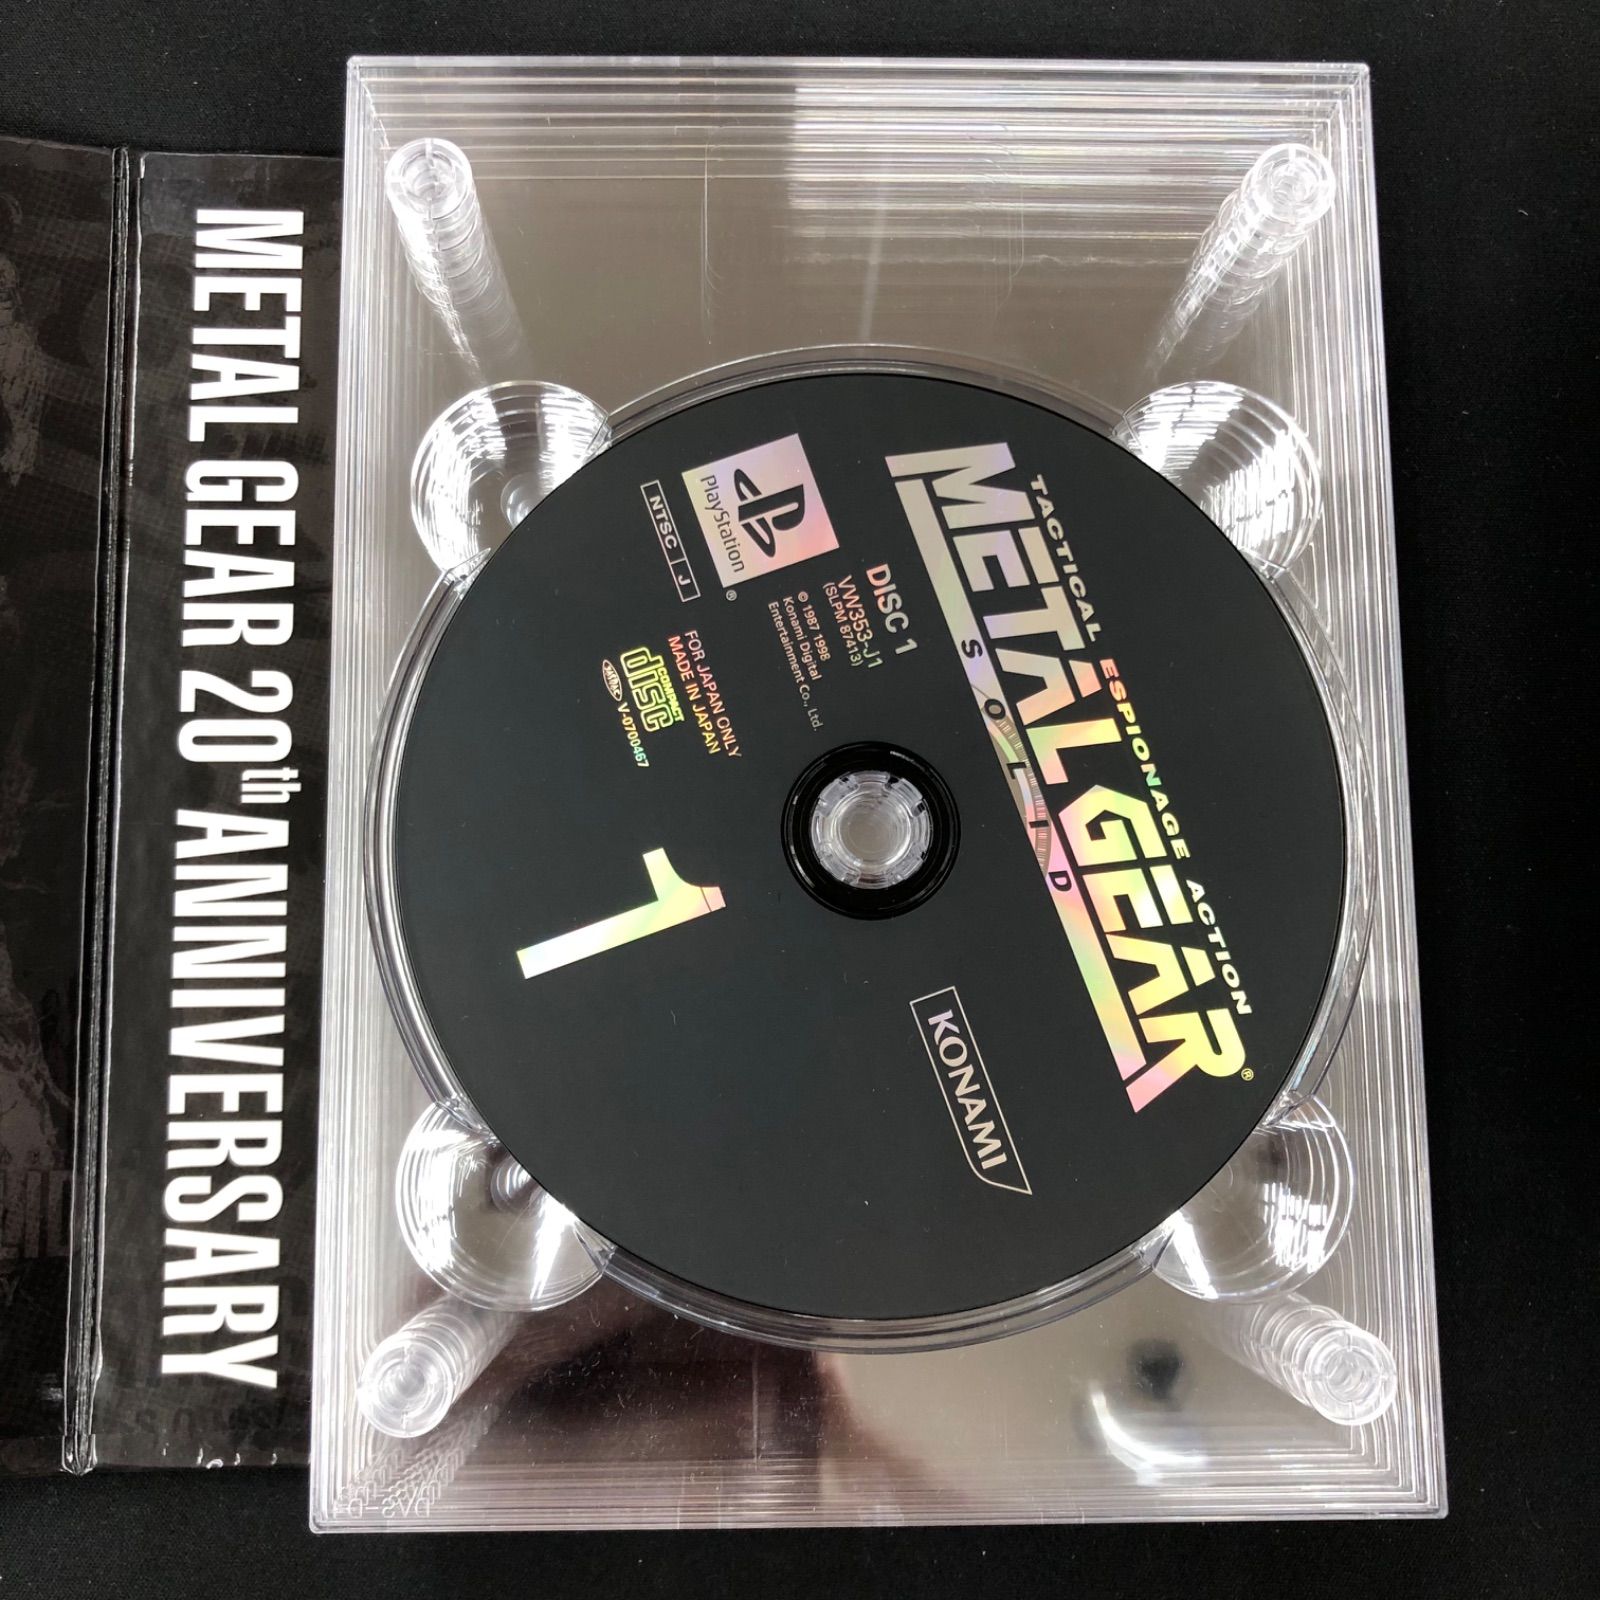 METAL GEAR 20th ANNIVERSARY
TACTICAL ESPIONAGE ACTION
METAL GEAR®
SOLID
PlayStation®
NTSC J
DISC 1
VW353-J1
(SLPM 87413)
© 1987 1998
Konami Digital
Entertainment Co., Ltd.
FOR JAPAN ONLY
MADE IN JAPAN
COMPACT
disc
V-0700467
1
KONAMI